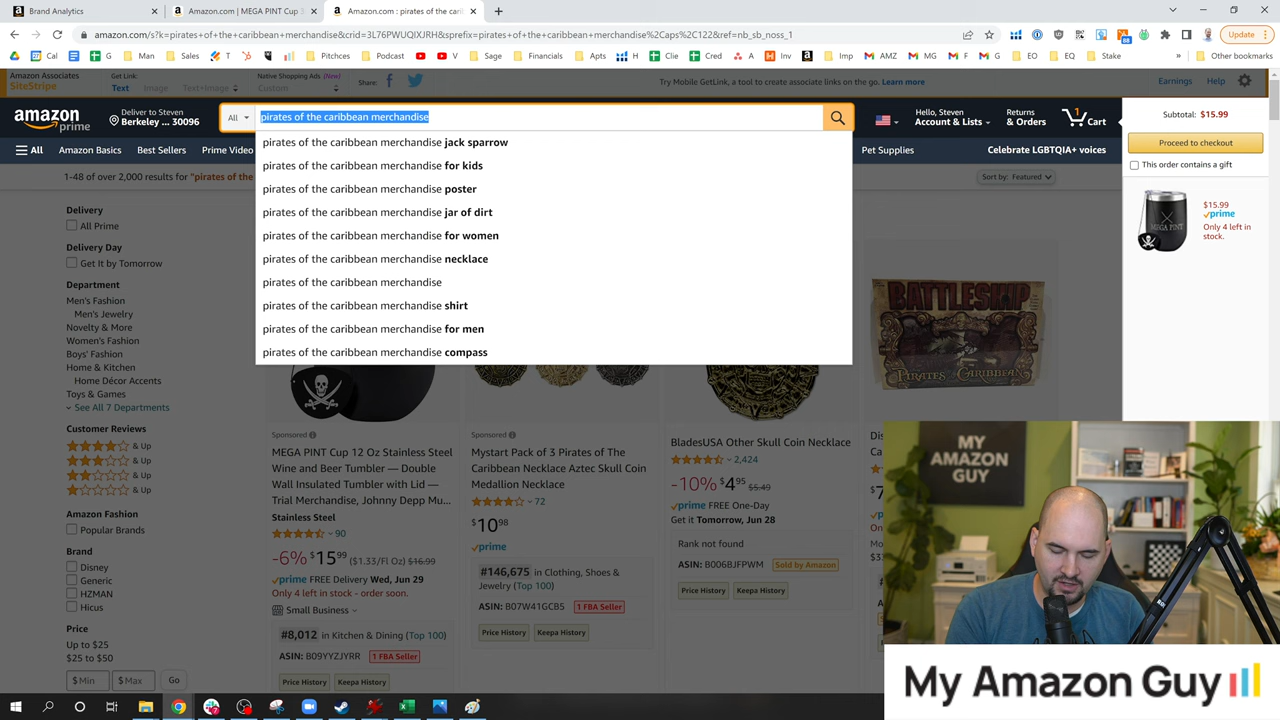 Brand Analytics
Amazon.com | MEGA PINT Cup 
Amazon.com : pirates of the cari
amazon.com/s?k=pirates+of+the+caribbean+merchandise&crid=3L76PWUQIXJRH&sprefix=pirates+of+the+caribbean+merchandise%2Caps%2C122&ref=nb_sb_noss_1
Update
Cal
G
Man
Sales
T
Pitchces
Podcast
Sage
Financials
Apts
H
Clie
Cred
A
Inv
Imp
AMZ
MG
F
G
EO
EQ
Stake
Other bookmarks
Amazon Associates
SiteStripe
Get Link:
Text
Image
Text+Image
Native Shopping Ads (New)
Custom
Share:
Try Mobile GetLink, a tool to create associate links on the go. Learn more
Earnings
Help
amazon
prime
Deliver to Steven
Berkeley ... 30096
All
pirates of the caribbean merchandise
Hello, Steven
Account & Lists
Returns
& Orders
1
Cart
All
Amazon Basics
Best Sellers
Prime Video
Pet Supplies
Celebrate LGBTQIA+ voices
1-48 of over 2,000 results for "pirates of the
Sort by: Featured
pirates of the caribbean merchandise jack sparrow
pirates of the caribbean merchandise for kids
pirates of the caribbean merchandise poster
pirates of the caribbean merchandise jar of dirt
pirates of the caribbean merchandise for women
pirates of the caribbean merchandise necklace
pirates of the caribbean merchandise
pirates of the caribbean merchandise shirt
pirates of the caribbean merchandise for men
pirates of the caribbean merchandise compass
Subtotal: $15.99
Proceed to checkout
This order contains a gift
MEGA PINT
$15.99
prime
Only 4 left in
stock.
Delivery
All Prime
Delivery Day
Get It by Tomorrow
Department
Men's Fashion
Men's Jewelry
Novelty & More
Women's Fashion
Boys' Fashion
Home & Kitchen
Home Décor Accents
Toys & Games
See All 7 Departments
Customer Reviews
& Up
& Up
& Up
& Up
Amazon Fashion
Popular Brands
Brand
Disney
Generic
HZMAN
Hicus
Price
Up to $25
$25 to $50
$ Min
$ Max
Go
Sponsored
MEGA PINT Cup 12 Oz Stainless Steel
Wine and Beer Tumbler — Double
Wall Insulated Tumbler with Lid —
Trial Merchandise, Johnny Depp Mu...
Stainless Steel
90
-6% $15.99 ($1.33/Fl Oz) $16.99
prime FREE Delivery Wed, Jun 29
Only 4 left in stock - order soon.
Small Business
#8,012 in Kitchen & Dining (Top 100)
ASIN: B09YYZJYRR
1 FBA Seller
Price History
Keepa History
Sponsored
Mystart Pack of 3 Pirates of The
Caribbean Necklace Aztec Skull Coin
Medallion Necklace
72
$10.98
prime
#146,675 in Clothing, Shoes &
Jewelry (Top 100)
ASIN: B07W41GCB5
1 FBA Seller
Price History
Keepa History
BladesUSA Other Skull Coin Necklace
2,424
-10% $4.95 $5.49
prime FREE One-Day
Get it Tomorrow, Jun 28
Rank not found
ASIN: B006BJFPWM
Sold by Amazon
Price History
Keepa History
BATTLESHIP
PIRATES CARIBBEAN
MY
AMAZON
GUY
My Amazon Guy